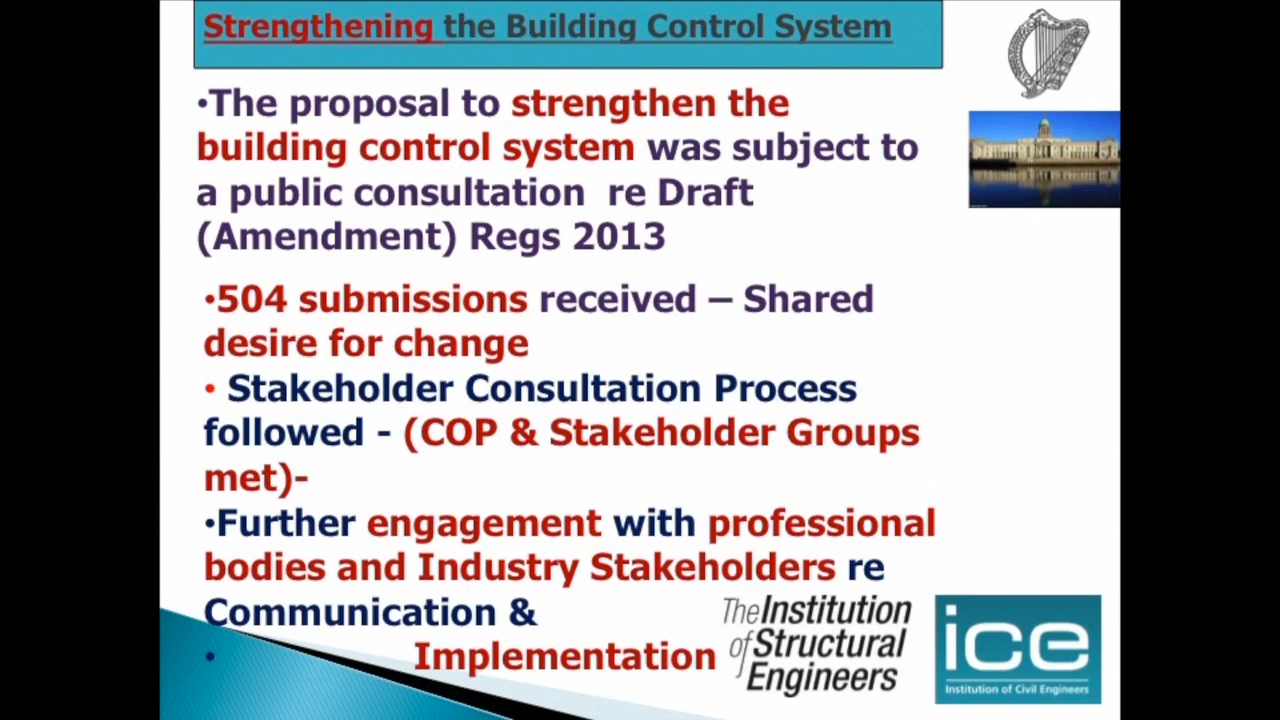 Strengthening the Building Control System
•The proposal to strengthen the
building control system was subject to
a public consultation re Draft
(Amendment) Regs 2013
•504 submissions received – Shared
desire for change
• Stakeholder Consultation Process
followed - (COP & Stakeholder Groups
met)-
•Further engagement with professional
bodies and Industry Stakeholders re
Communication &
• Implementation
The Institution
of Structural
Engineers
ice
Institution of Civil Engineers